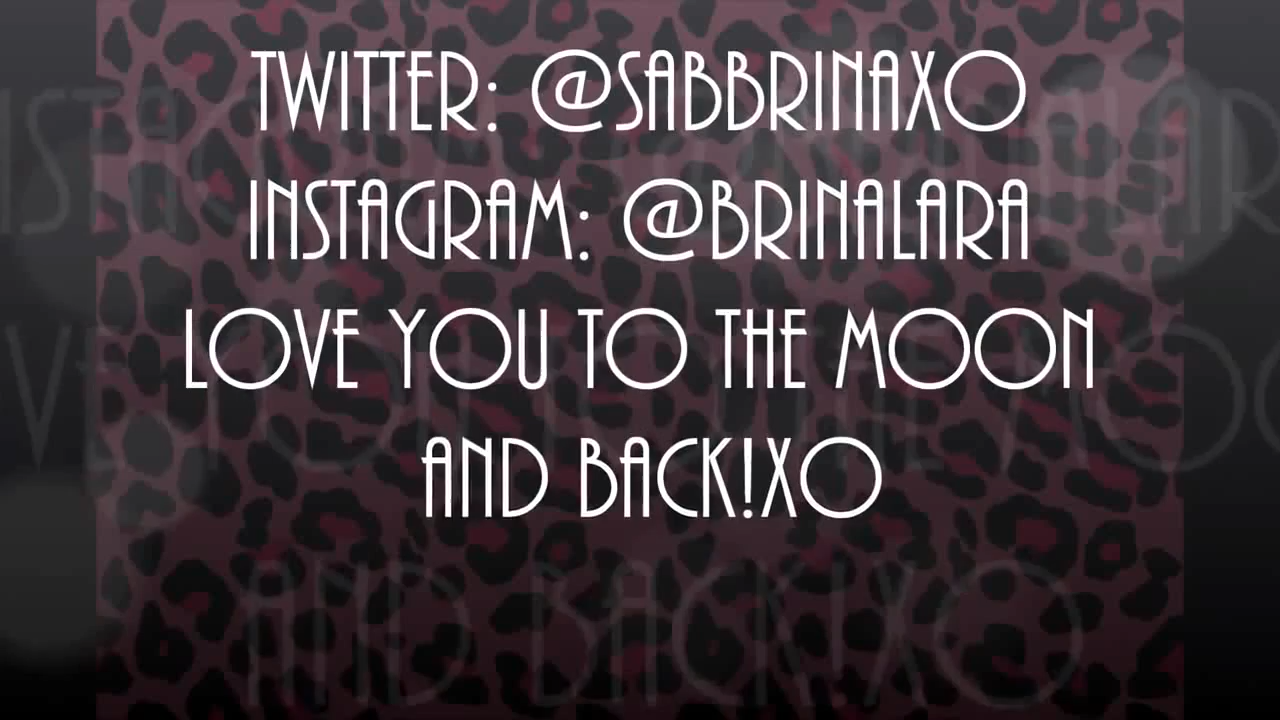 TWITTER: @SABBRINAXO
INSTAGRAM: @BRINALARA
LOVE YOU TO THE MOON
AND BACK!XO